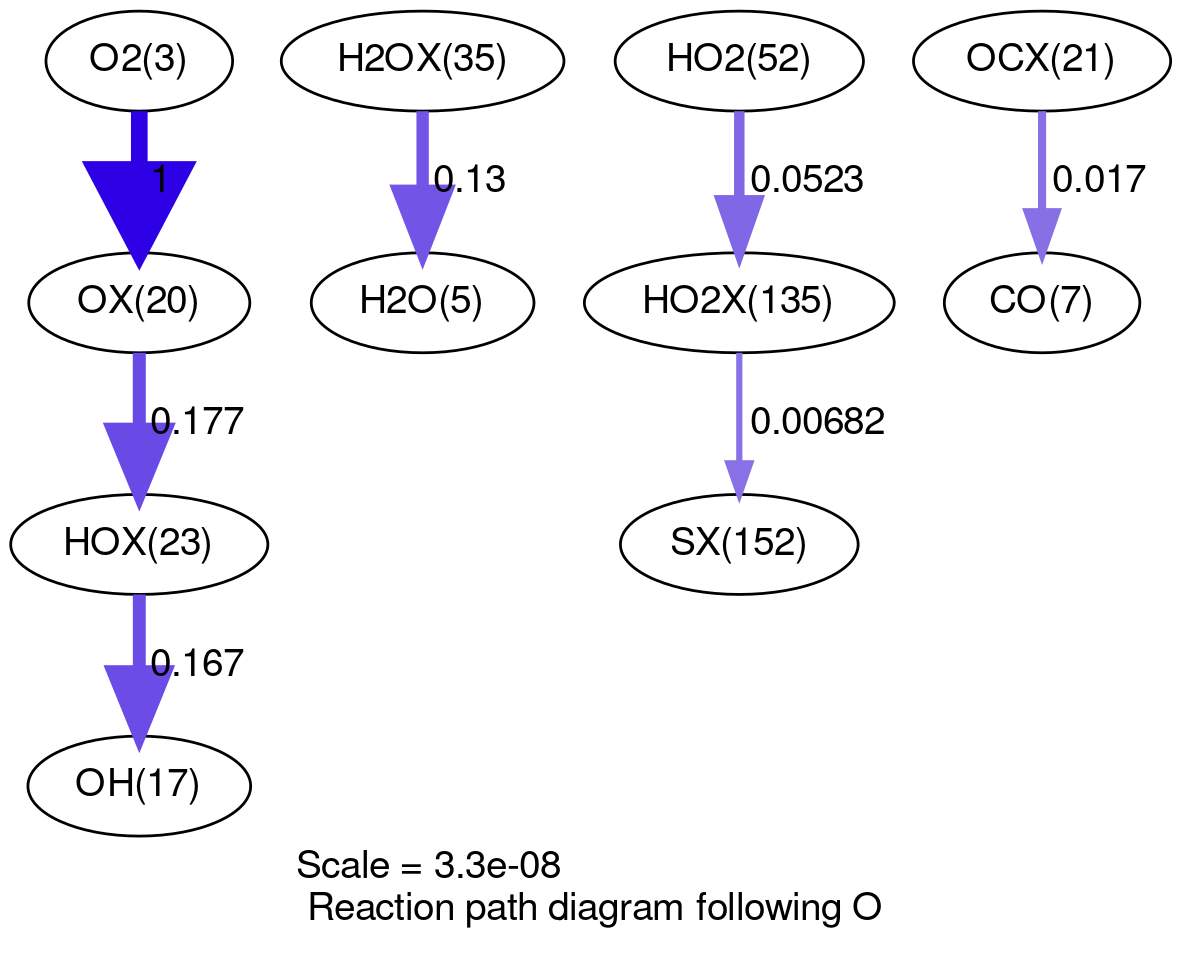 O2(3)
H2OX(35)
HO2(52)
OCX(21)
1
0.13
0.0523
0.017
OX(20)
H2O(5)
HO2X(135)
CO(7)
0.177
0.00682
HOX(23)
SX(152)
0.167
OH(17)
Scale = 3.3e-08
Reaction path diagram following O